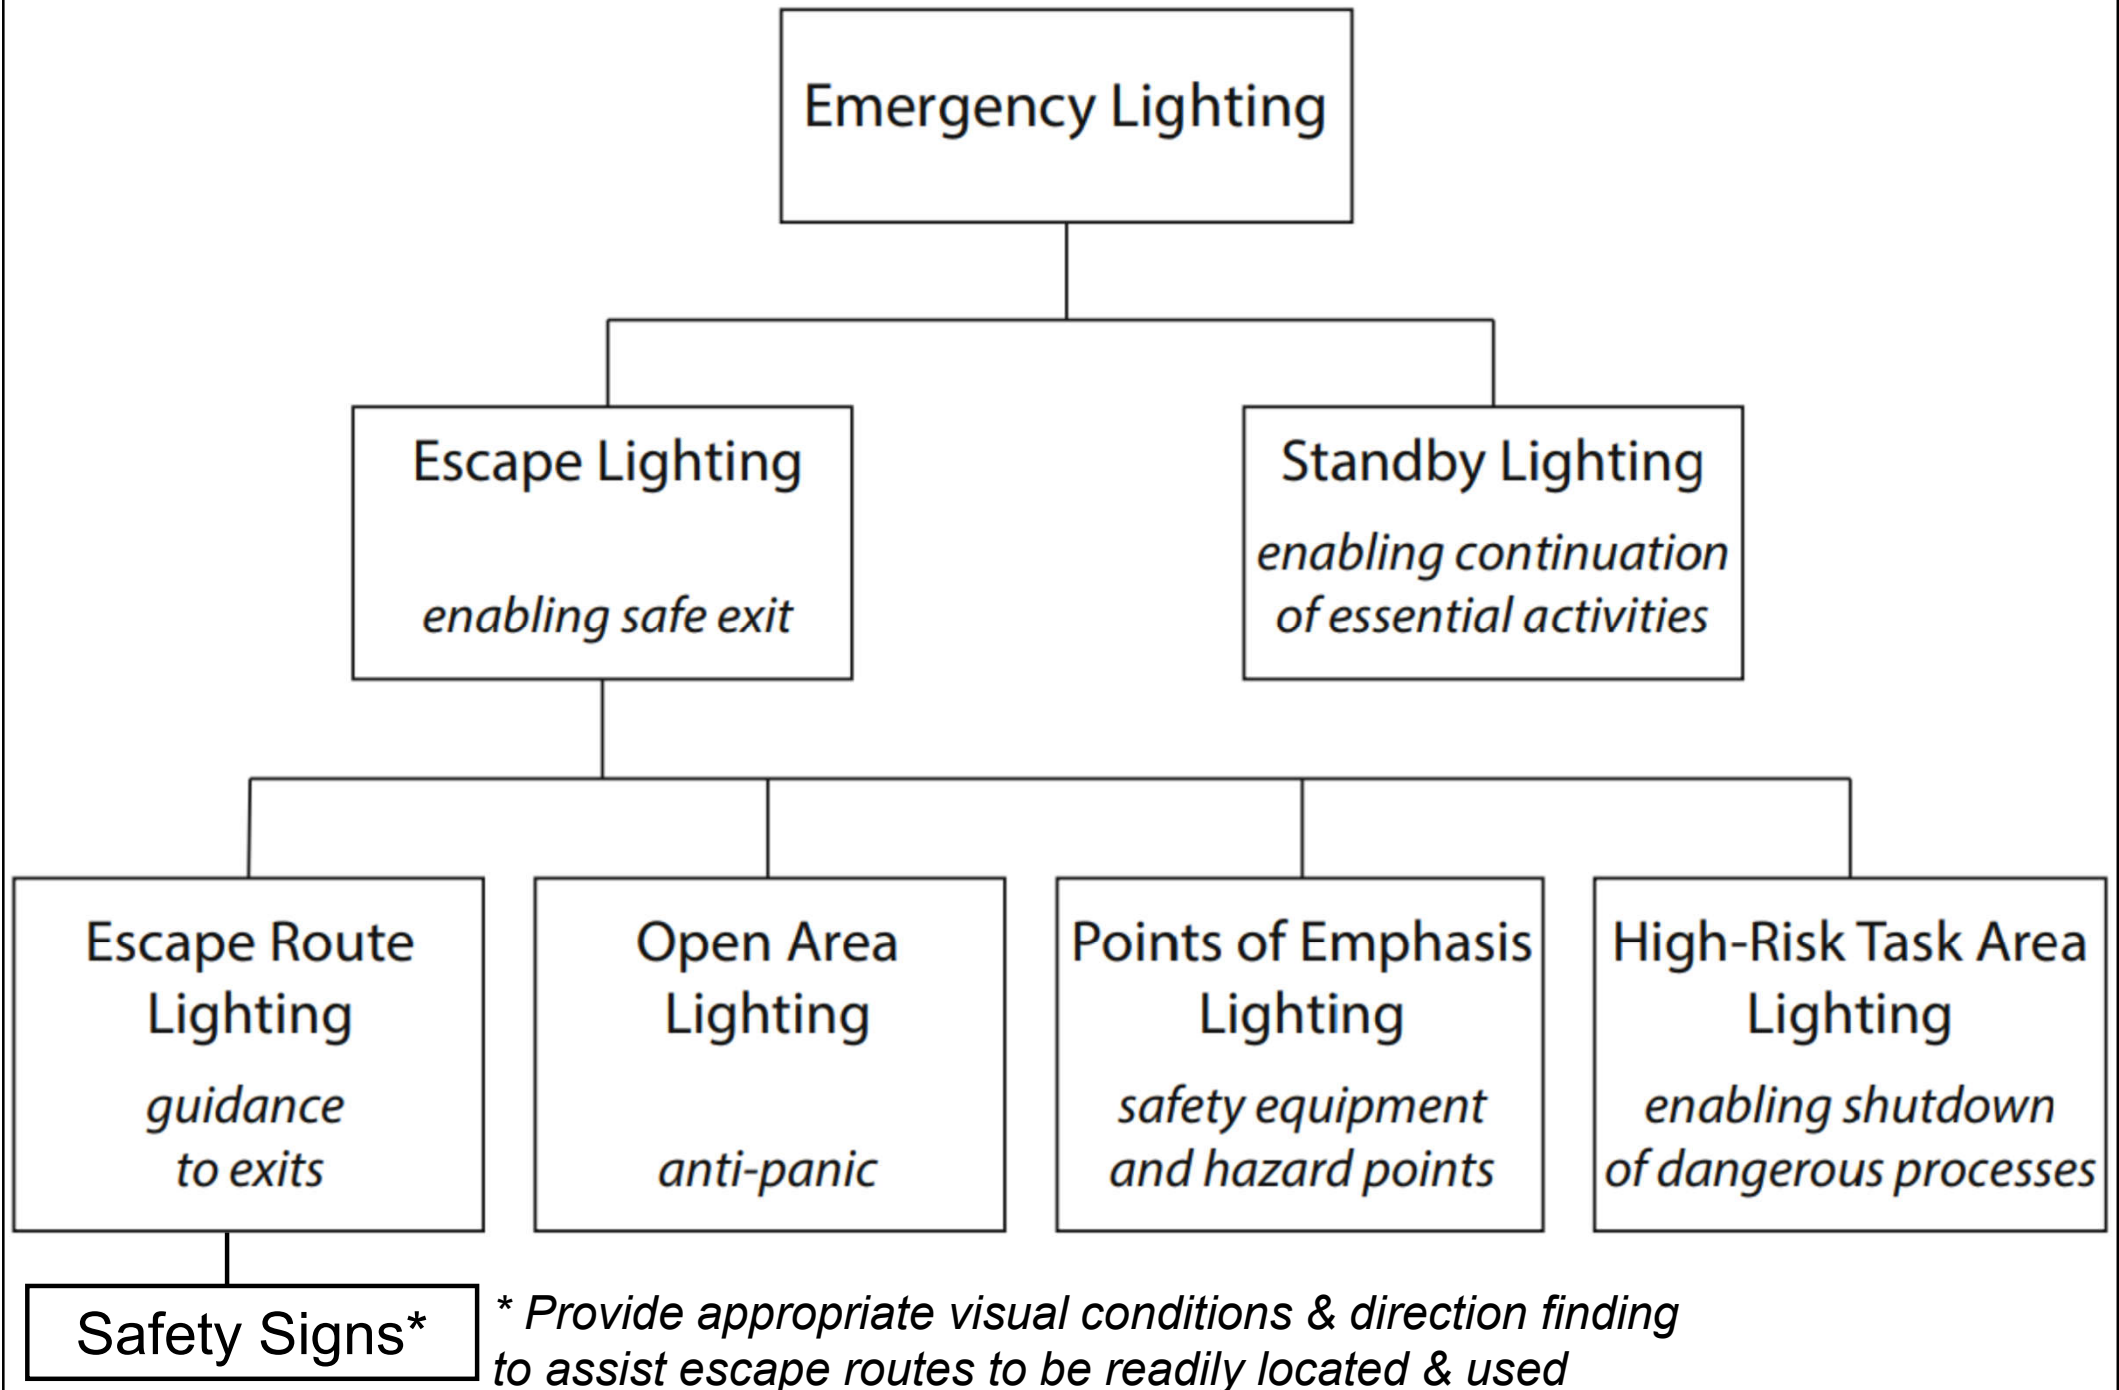 Emergency Lighting
Escape Lighting
enabling safe exit
Standby Lighting
enabling continuation
of essential activities
Escape Route
Lighting
guidance
to exits
Open Area
Lighting
anti-panic
Points of Emphasis
Lighting
safety equipment
and hazard points
High-Risk Task Area
Lighting
enabling shutdown
of dangerous processes
Safety Signs*
* Provide appropriate visual conditions & direction finding
to assist escape routes to be readily located & used